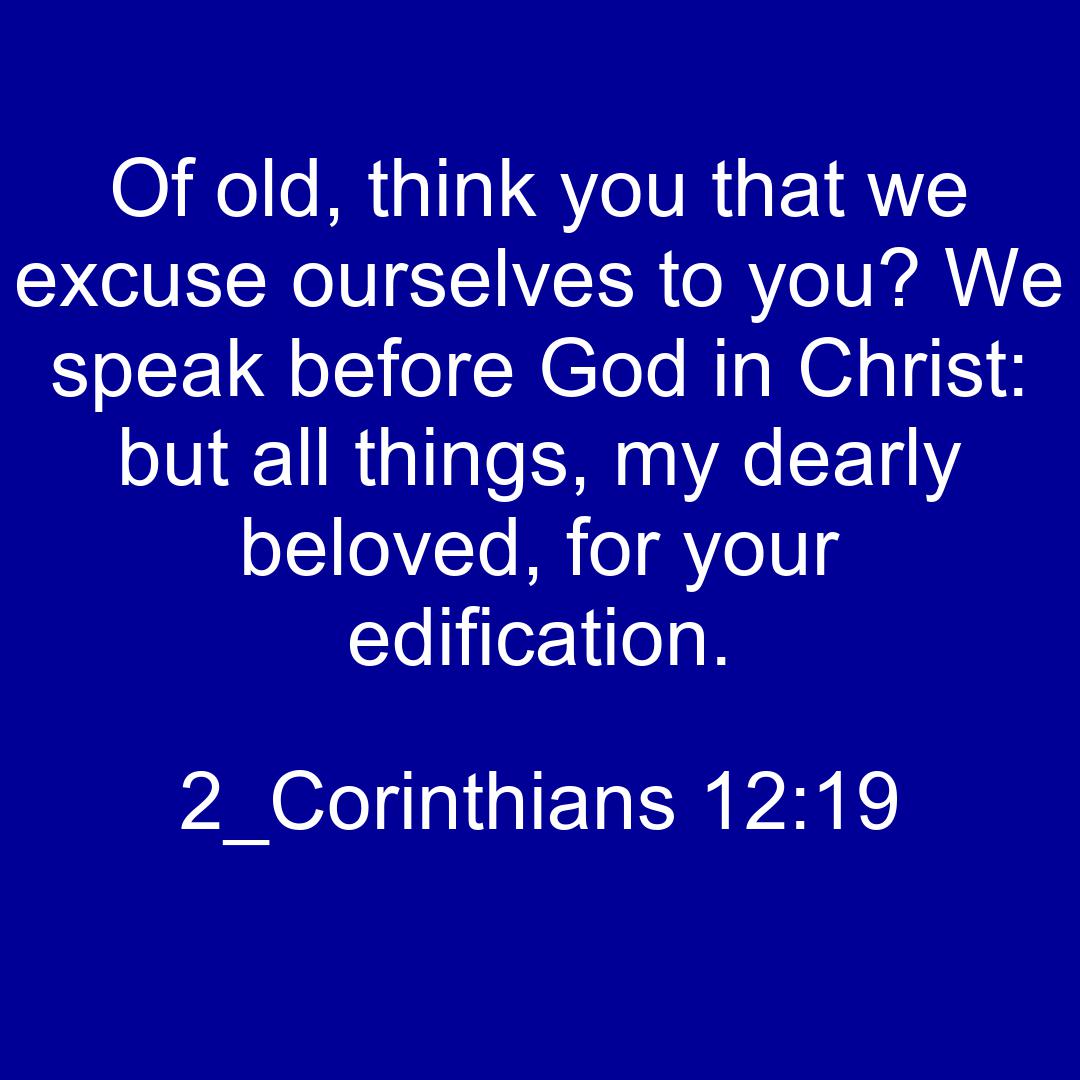 Of old, think you that we
excuse ourselves to you? We
speak before God in Christ:
but all things, my dearly
beloved, for your
edification.
2_Corinthians 12:19